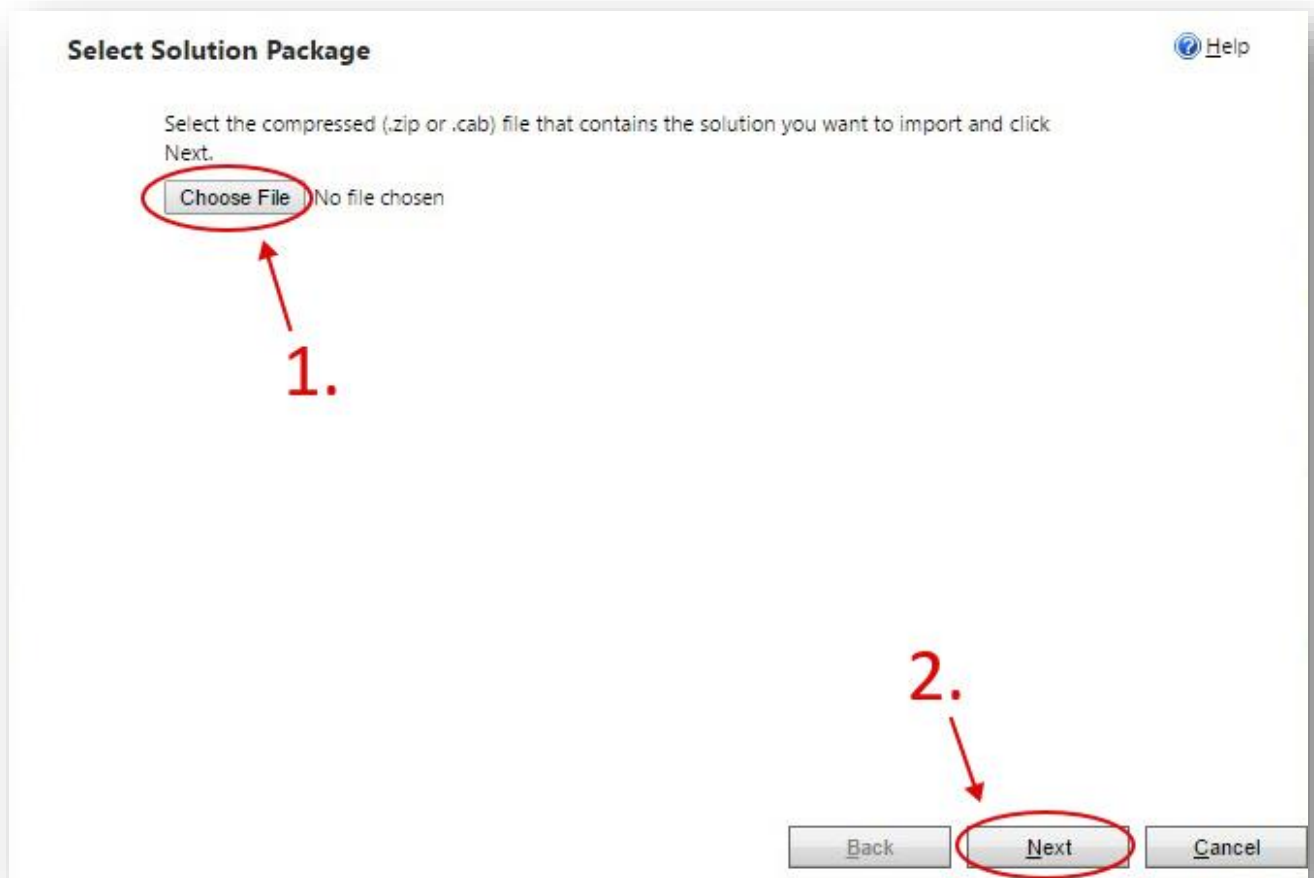 Select Solution Package
Help
Select the compressed (.zip or .cab) file that contains the solution you want to import and click
Next.
Choose File No file chosen
1.
2.
Back Next Cancel